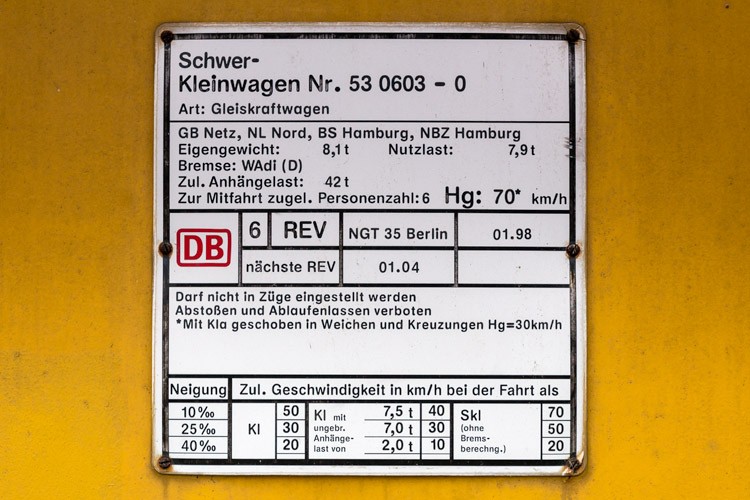 Schwer-
Kleinwagen Nr. 53 0603 - 0
Art: Gleiskraftwagen
GB Netz, NL Nord, BS Hamburg, NBZ Hamburg
Eigengewicht: 8,1 t Nutzlast: 7,9 t
Bremse: WAdi (D)
Zul. Anhängelast: 42 t
Zur Mitfahrt zugel. Personenzahl: 6 Hg: 70* km/h
DB 6 REV NGT 35 Berlin 01.98
nächste REV 01.04
Darf nicht in Züge eingestellt werden
Abstoßen und Ablaufenlassen verboten
*Mit Kla geschoben in Weichen und Kreuzungen Hg=30km/h
Neigung Zul. Geschwindigkeit in km/h bei der Fahrt als
10 ‰ Kl 50 Kl mit 7,5 t 40 Skl 70
25 ‰ 30 ungebr. 7,0 t 30 (ohne 50
40 ‰ 20 Anhänge- 2,0 t 10 Brems- 20
last von berechng.)